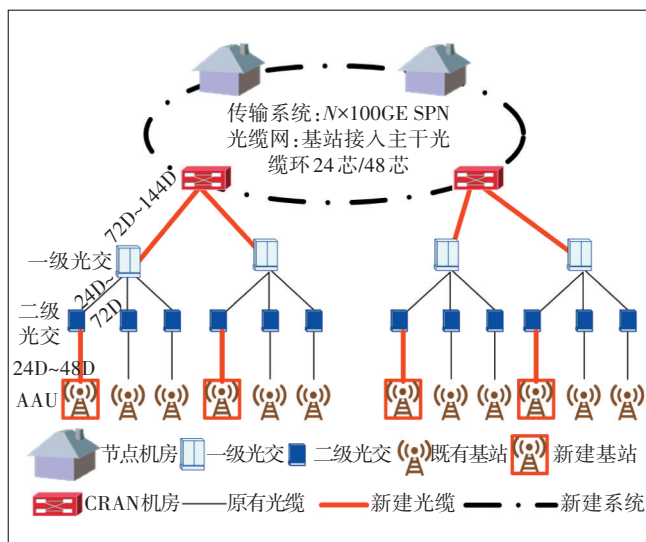 传输系统:N×100GE SPN
光缆网:基站接入主干光
缆环24芯/48芯
72D~144D
一级光交
24D~
72D
二级
光交
24D~48D
AAU
节点机房 一级光交 二级光交 既有基站 新建基站
CRAN机房 原有光缆 新建光缆 新建系统